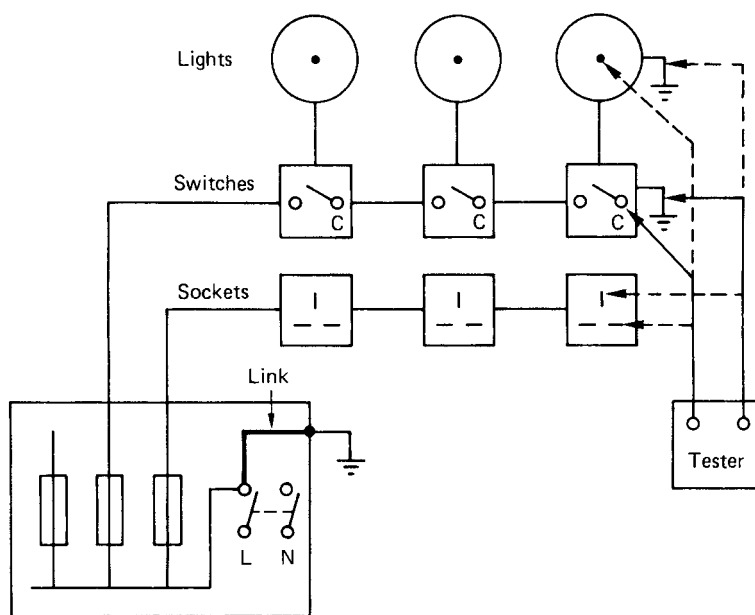 Lights
Switches
C
C
C
Sockets
Link
L
N
Tester